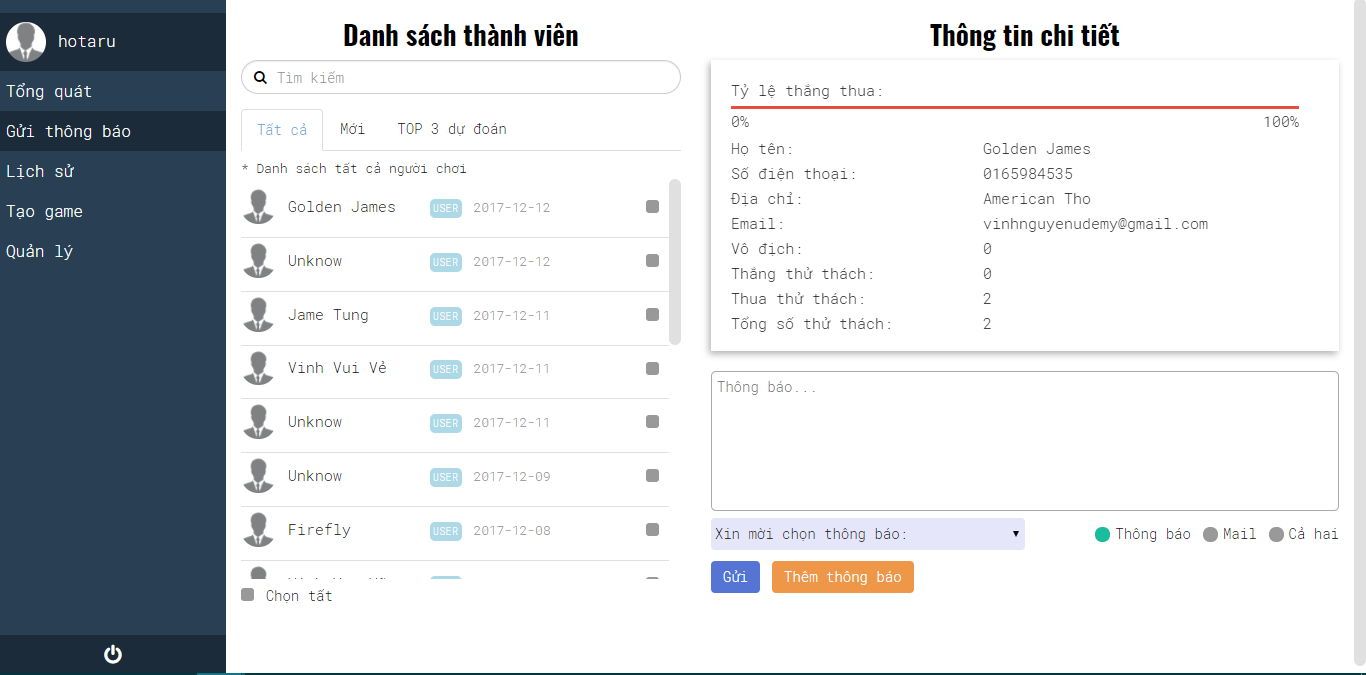 hotaru
Tổng quát
Gửi thông báo
Lịch sử
Tạo game
Quản lý
Danh sách thành viên
Tìm kiếm
Tất cả Mới TOP 3 dự đoán
* Danh sách tất cả người chơi
Golden James USER 2017-12-12
Unknow USER 2017-12-12
Jame Tung USER 2017-12-11
Vinh Vui Vẻ USER 2017-12-11
Unknow USER 2017-12-11
Unknow USER 2017-12-09
Firefly USER 2017-12-08
Chọn tất
Thông tin chi tiết
Tỷ lệ thắng thua:
0% 100%
Họ tên: Golden James
Số điện thoại: 0165984535
Địa chỉ: American Tho
Email: vinhnguyenudemy@gmail.com
Vô địch: 0
Thắng thử thách: 0
Thua thử thách: 2
Tổng số thử thách: 2
Thông báo...
Xin mời chọn thông báo: Thông báo Mail Cả hai
Gửi Thêm thông báo